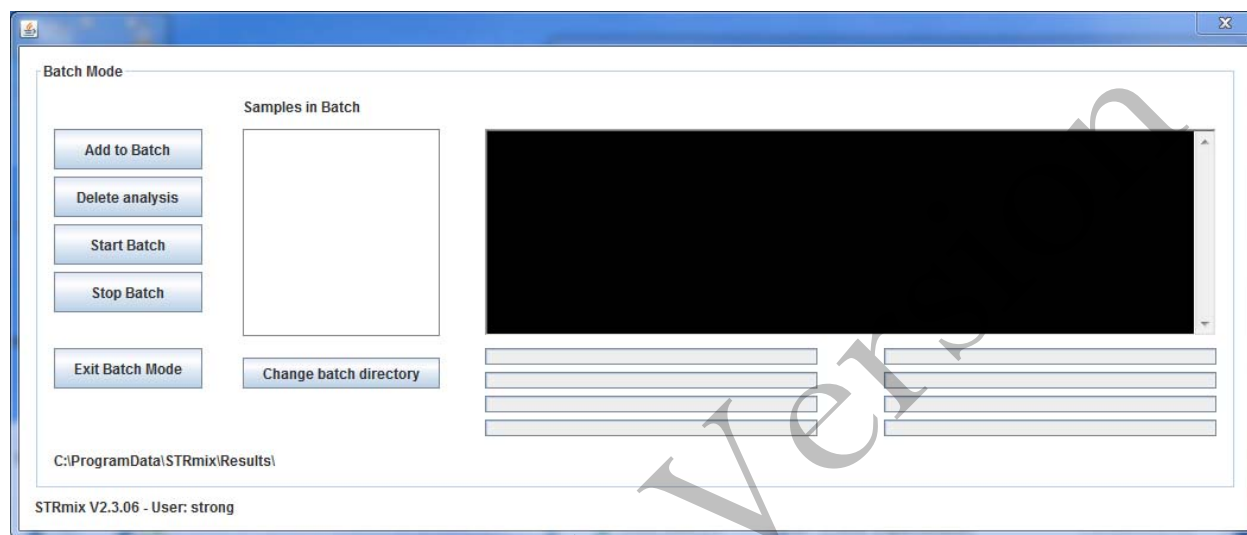 X
Batch Mode
Samples in Batch
Add to Batch
Delete analysis
Start Batch
Stop Batch
Exit Batch Mode
Change batch directory
C:\ProgramData\STRmix\Results\
STRmix V2.3.06 - User: strong
Version